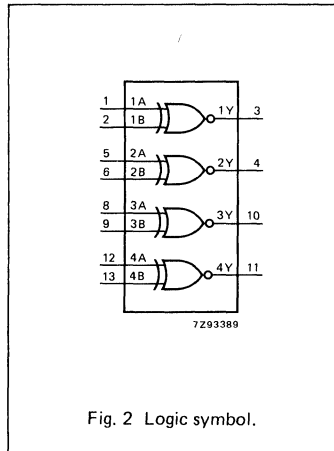 1 1A 1Y 3
2 1B
5 2A 2Y 4
6 2B
8 3A 3Y 10
9 3B
12 4A 4Y 11
13 4B
7Z93389
Fig. 2 Logic symbol.